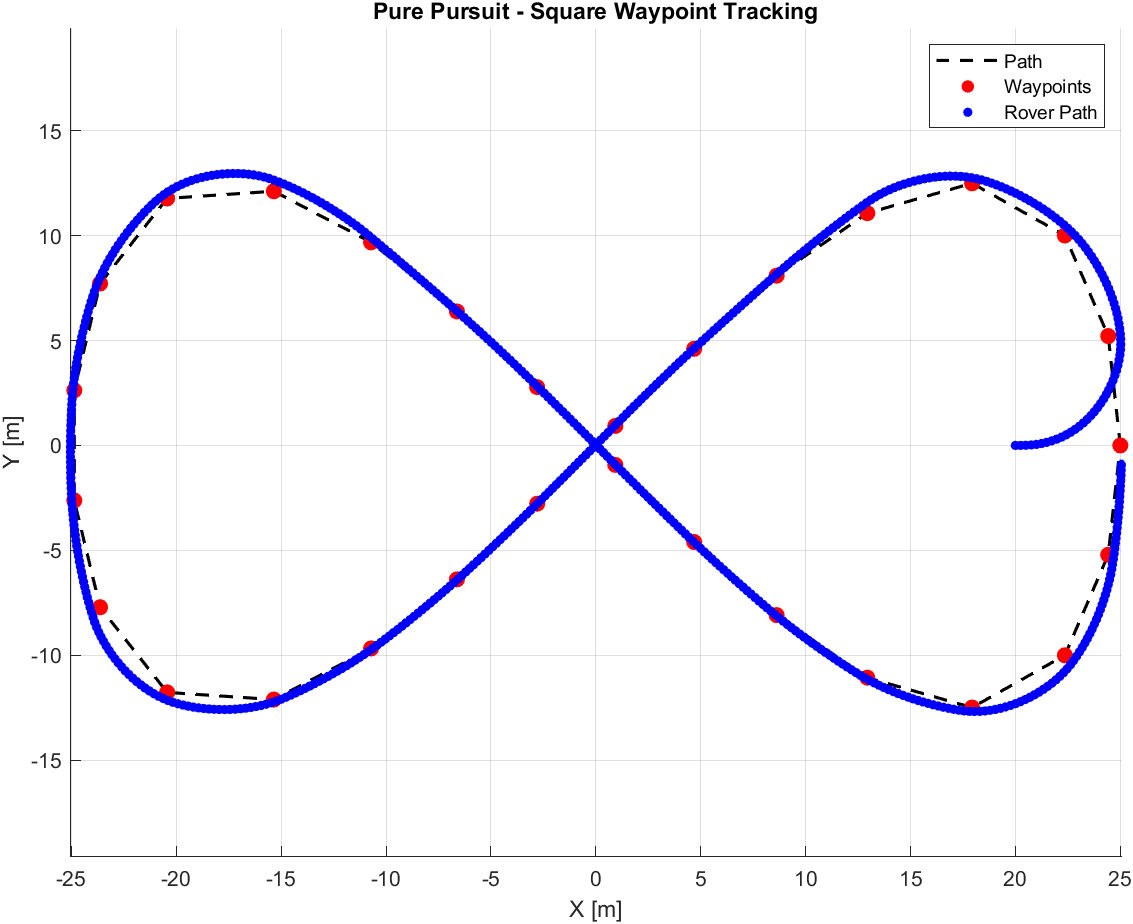 Pure Pursuit - Square Waypoint Tracking
Path
Waypoints
Rover Path
15
10
5
0
-5
-10
-15
Y [m]
-25 -20 -15 -10 -5 0 5 10 15 20 25
X [m]